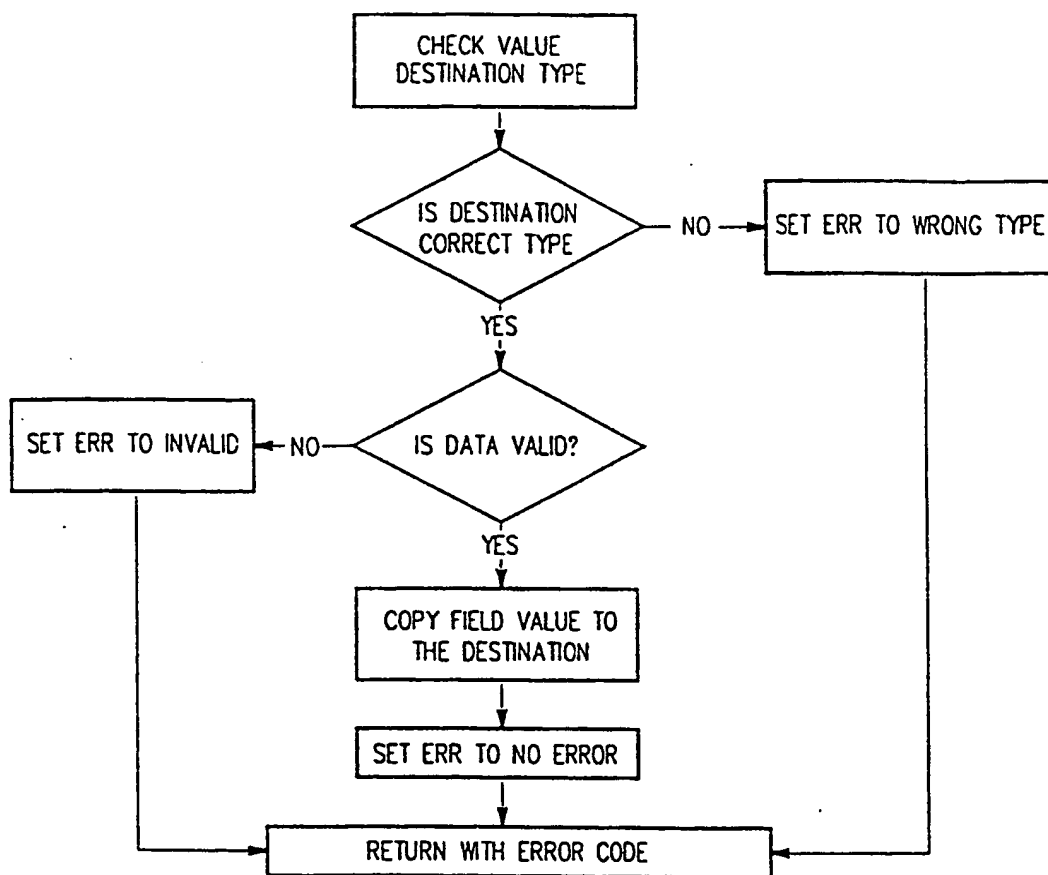 CHECK VALUE
DESTINATION TYPE
IS DESTINATION
CORRECT TYPE
NO
SET ERR TO WRONG TYPE
YES
SET ERR TO INVALID
NO
IS DATA VALID?
YES
COPY FIELD VALUE TO
THE DESTINATION
SET ERR TO NO ERROR
RETURN WITH ERROR CODE